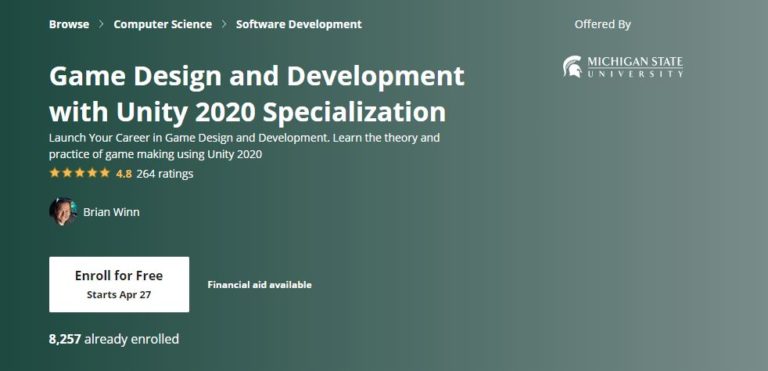 Browse > Computer Science > Software Development
Offered By
MICHIGAN STATE
UNIVERSITY
Game Design and Development
with Unity 2020 Specialization
Launch Your Career in Game Design and Development. Learn the theory and
practice of game making using Unity 2020
4.8 264 ratings
Brian Winn
Enroll for Free
Starts Apr 27
Financial aid available
8,257 already enrolled